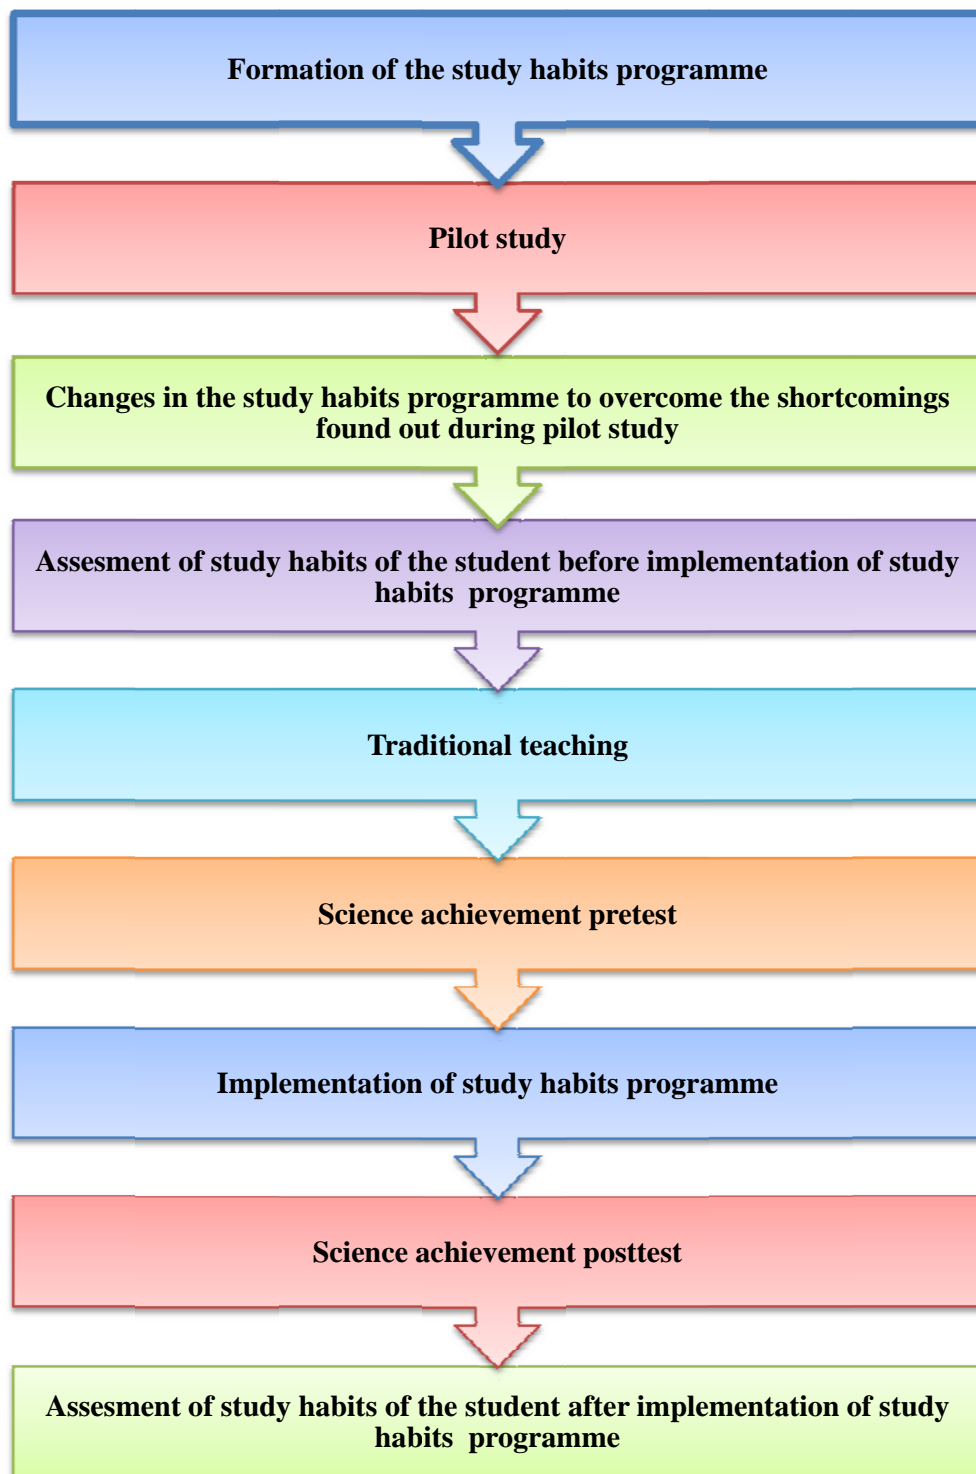 Formation of the study habits programme
Pilot study
Changes in the study habits programme to overcome the shortcomings
found out during pilot study
Assesment of study habits of the student before implementation of study
habits  programme
Traditional teaching
Science achievement pretest
Implementation of study habits programme
Science achievement posttest
Assesment of study habits of the student after implementation of study
habits  programme